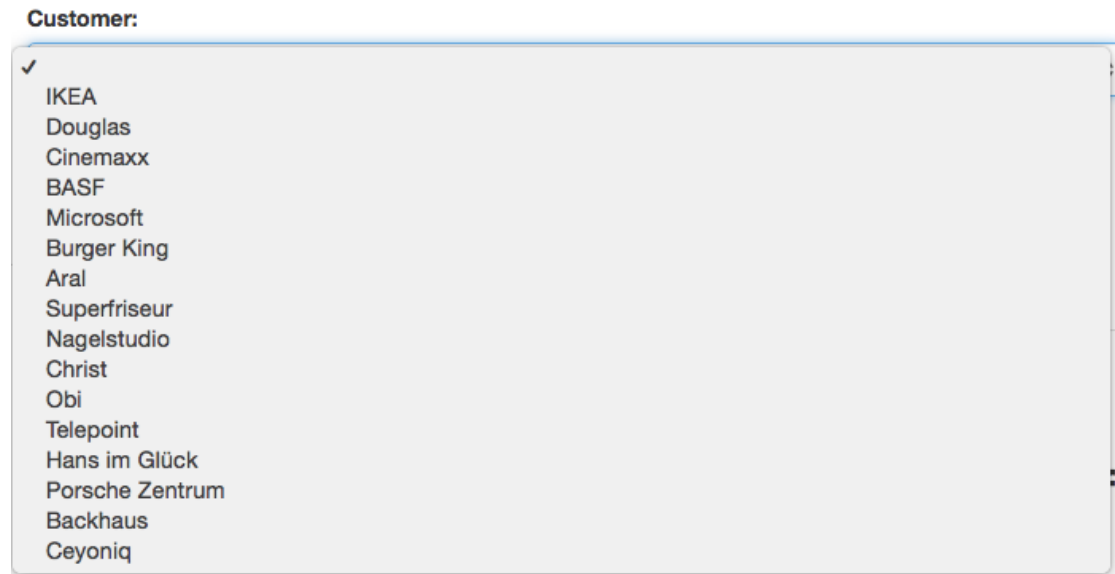 Customer:
✓
IKEA
Douglas
Cinemaxx
BASF
Microsoft
Burger King
Aral
Superfriseur
Nagelstudio
Christ
Obi
Telepoint
Hans im Glück
Porsche Zentrum
Backhaus
Ceyoniq